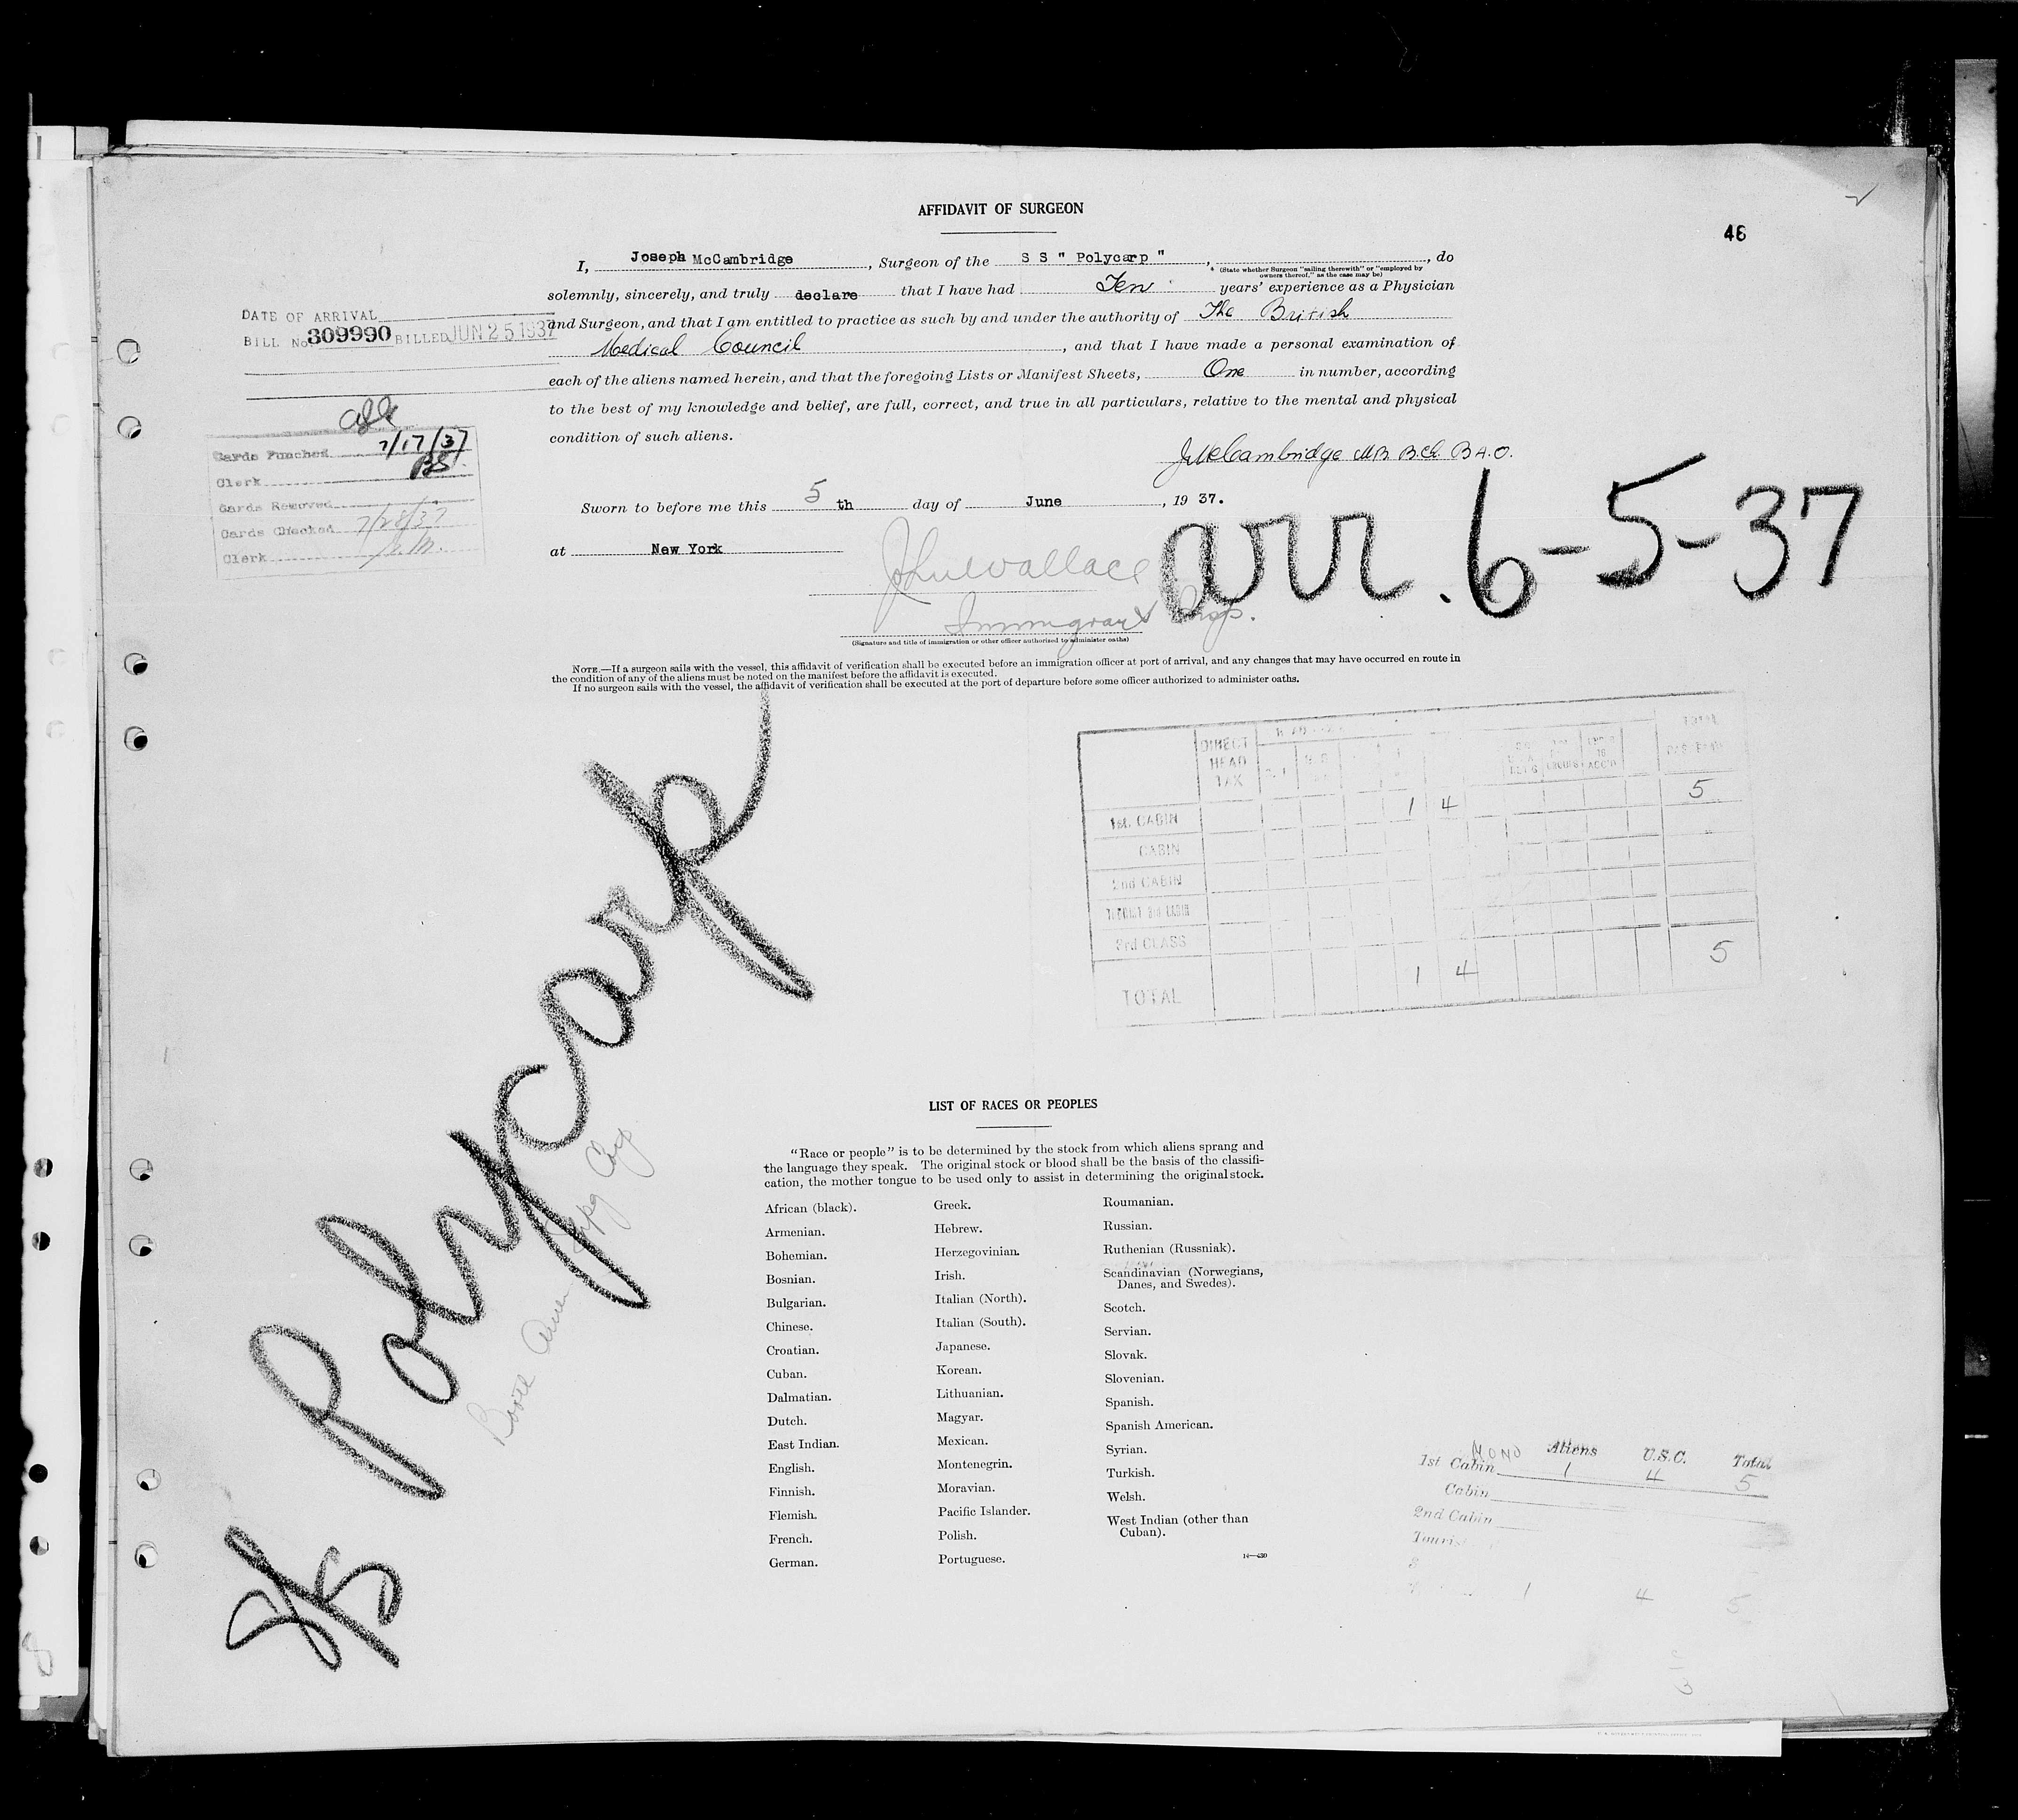 AFFIDAVIT OF SURGEON
46
I, Joseph McCambridge, Surgeon of the S S " Polycarp ", , do
* (State whether Surgeon "sailing therewith" or "employed by
owners thereof," as the case may be)
solemnly, sincerely, and truly declare that I have had Ten years' experience as a Physician
and Surgeon, and that I am entitled to practice as such by and under the authority of The British
Medical Council, and that I have made a personal examination of
each of the aliens named herein, and that the foregoing Lists or Manifest Sheets, One in number, according
to the best of my knowledge and belief, are full, correct, and true in all particulars, relative to the mental and physical
condition of such aliens.
J McCambridge MB B.Ch. B.A.O.
Sworn to before me this 5 th day of June, 19 37.
at New York
John Wallace
Immigrant Insp.
(Signature and title of immigration or other officer authorized to administer oaths)
arr. 6-5-37
DATE OF ARRIVAL
BILL No. 309990 BILLED JUN 25 1937
Cards Punched 7/17/37
Clerk BS.
Cards Removed
Cards Checked 7/28/37
Clerk
NOTE.—If a surgeon sails with the vessel, this affidavit of verification shall be executed before an immigration officer at port of arrival, and any changes that may have occurred en route in
the condition of any of the aliens must be noted on the manifest before the affidavit is executed.
If no surgeon sails with the vessel, the affidavit of verification shall be executed at the port of departure before some officer authorized to administer oaths.
DIRECT HEAD TAX
TOTAL
1st. CABIN 1 4 5
CABIN
2nd CABIN
TOURIST 3rd CABIN
3rd CLASS
TOTAL 1 4 5
Polycarp
Booth Amer Shpg Corp
LIST OF RACES OR PEOPLES
"Race or people" is to be determined by the stock from which aliens sprang and
the language they speak. The original stock or blood shall be the basis of the classifi-
cation, the mother tongue to be used only to assist in determining the original stock.
African (black).
Armenian.
Bohemian.
Bosnian.
Bulgarian.
Chinese.
Croatian.
Cuban.
Dalmatian.
Dutch.
East Indian.
English.
Finnish.
Flemish.
French.
German.
Greek.
Hebrew.
Herzegovinian.
Irish.
Italian (North).
Italian (South).
Japanese.
Korean.
Lithuanian.
Magyar.
Mexican.
Montenegrin.
Moravian.
Pacific Islander.
Polish.
Portuguese.
Roumanian.
Russian.
Ruthenian (Russniak).
Scandinavian (Norwegians,
Danes, and Swedes).
Scotch.
Servian.
Slovak.
Slovenian.
Spanish.
Spanish American.
Syrian.
Turkish.
Welsh.
West Indian (other than
Cuban).
Aliens U.S.C. Total
1st Cabin 1 4 5
Cabin
2nd Cabin
Tourist
1 4 5